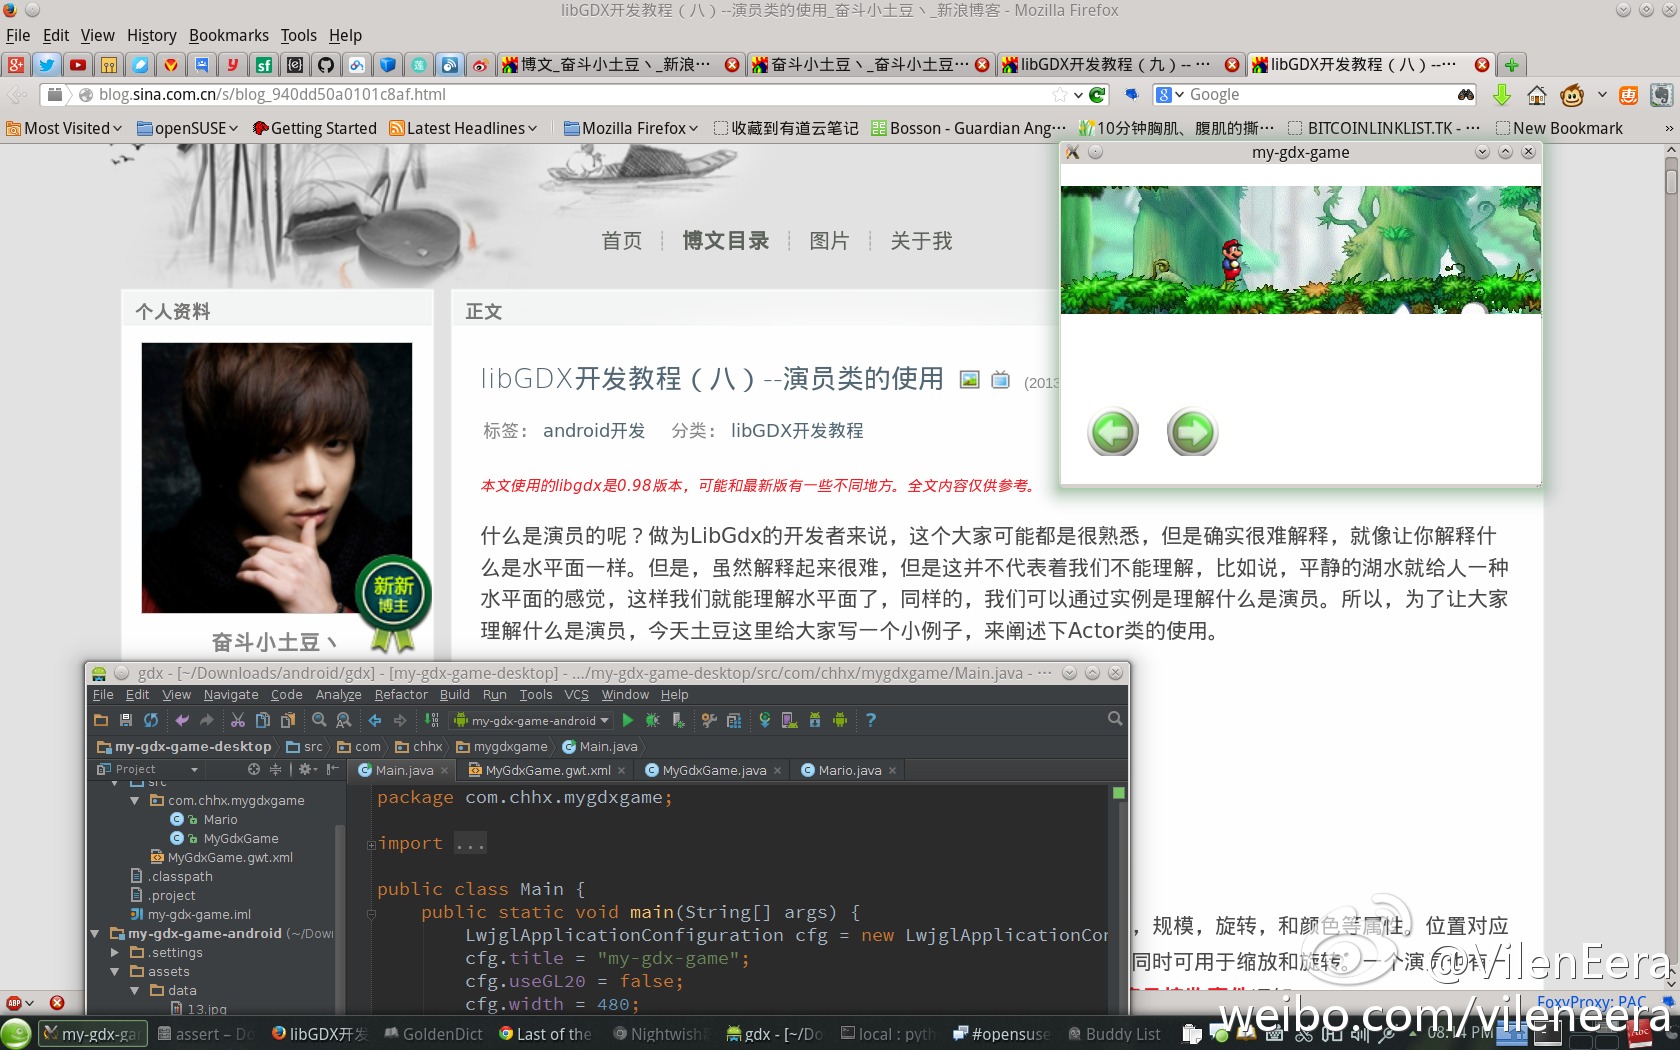 libGDX开发教程（八）--演员类的使用_奋斗小土豆丶_新浪博客 - Mozilla Firefox
File Edit View History Bookmarks Tools Help
博文_奋斗小土豆丶_新浪...
奋斗小土豆丶_奋斗小土豆...
libGDX开发教程（九）-- ...
libGDX开发教程（八）--...
blog.sina.com.cn/s/blog_940dd50a0101c8af.html
Google
Most Visited openSUSE Getting Started Latest Headlines Mozilla Firefox 收藏到有道云笔记 Bosson - Guardian Ang... 10分钟胸肌、腹肌的撕... BITCOINLINKLIST.TK - ... New Bookmark »
my-gdx-game
首页 博文目录 图片 关于我
个人资料
正文
libGDX开发教程（八）--演员类的使用 (2013
标签： android开发 分类： libGDX开发教程
本文使用的libgdx是0.98版本，可能和最新版有一些不同地方。全文内容仅供参考。
什么是演员的呢？做为LibGdx的开发者来说，这个大家可能都是很熟悉，但是确实很难解释，就像让你解释什
么是水平面一样。但是，虽然解释起来很难，但是这并不代表着我们不能理解，比如说，平静的湖水就给人一种
水平面的感觉，这样我们就能理解水平面了，同样的，我们可以通过实例是理解什么是演员。所以，为了让大家
理解什么是演员，今天土豆这里给大家写一个小例子，来阐述下Actor类的使用。
新新
博主
奋斗小土豆丶
gdx - [~/Downloads/android/gdx] - [my-gdx-game-desktop] - .../my-gdx-game-desktop/src/com/chhx/mygdxgame/Main.java - ...
File Edit View Navigate Code Analyze Refactor Build Run Tools VCS Window Help
my-gdx-game-android
my-gdx-game-desktop src com chhx mygdxgame Main.java
Project
Main.java MyGdxGame.gwt.xml MyGdxGame.java Mario.java
src
com.chhx.mygdxgame
Mario
MyGdxGame
MyGdxGame.gwt.xml
.classpath
.project
my-gdx-game.iml
my-gdx-game-android (~/Dow
.settings
assets
data
13.jpg
package com.chhx.mygdxgame;
import ...
public class Main {
public static void main(String[] args) {
LwjglApplicationConfiguration cfg = new LwjglApplicationCon
cfg.title = "my-gdx-game";
cfg.useGL20 = false;
cfg.width = 480;
，规模，旋转，和颜色等属性。位置对应
同时可用于缩放和旋转。一个演员也有
@VilenEera
FoxyProxy: PAC
ABP
weibo.com/vileneera
my-gdx-gar assert – Do libGDX开发 GoldenDict Last of the Nightwish gdx - [~/Do local : pyth #opensuse Buddy List 08:14 PM